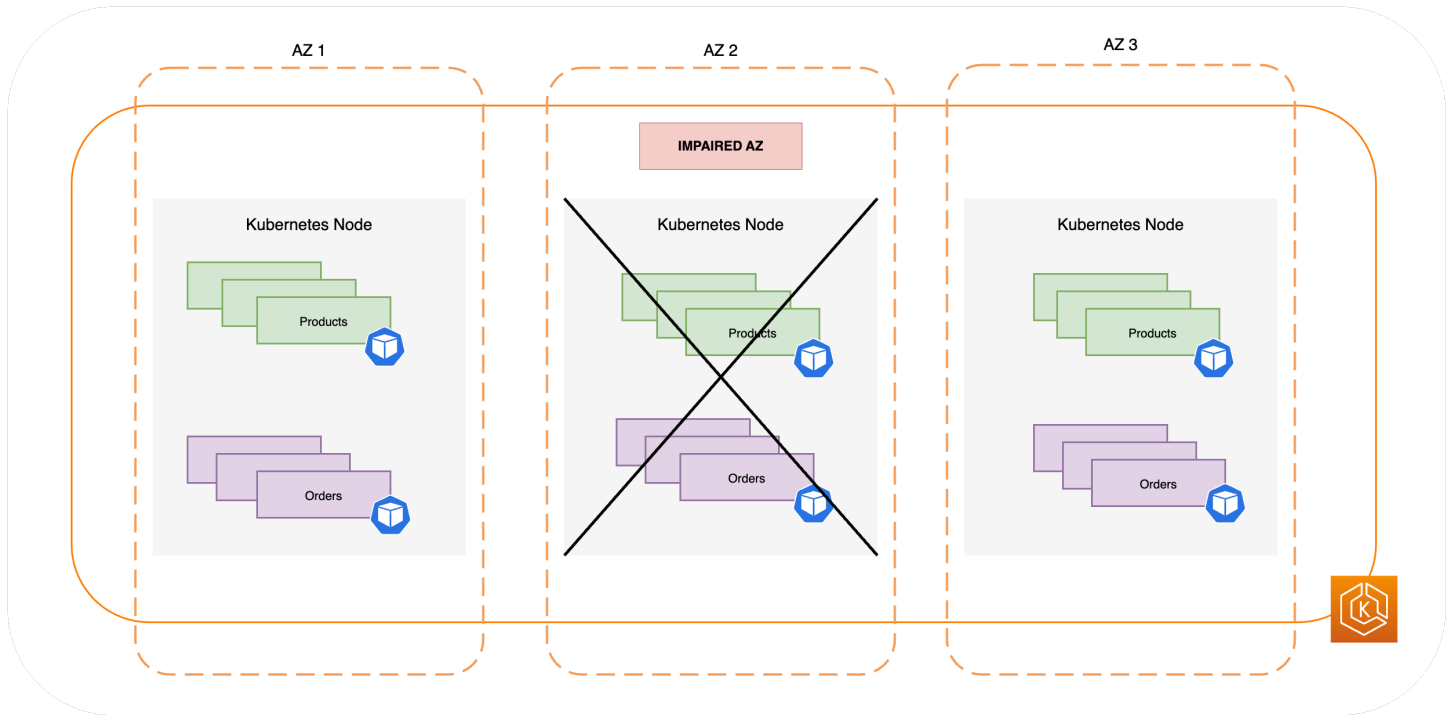 AZ 1
AZ 2
AZ 3
IMPAIRED AZ
Kubernetes Node
Products
Orders
Kubernetes Node
Products
Orders
Kubernetes Node
Products
Orders
K